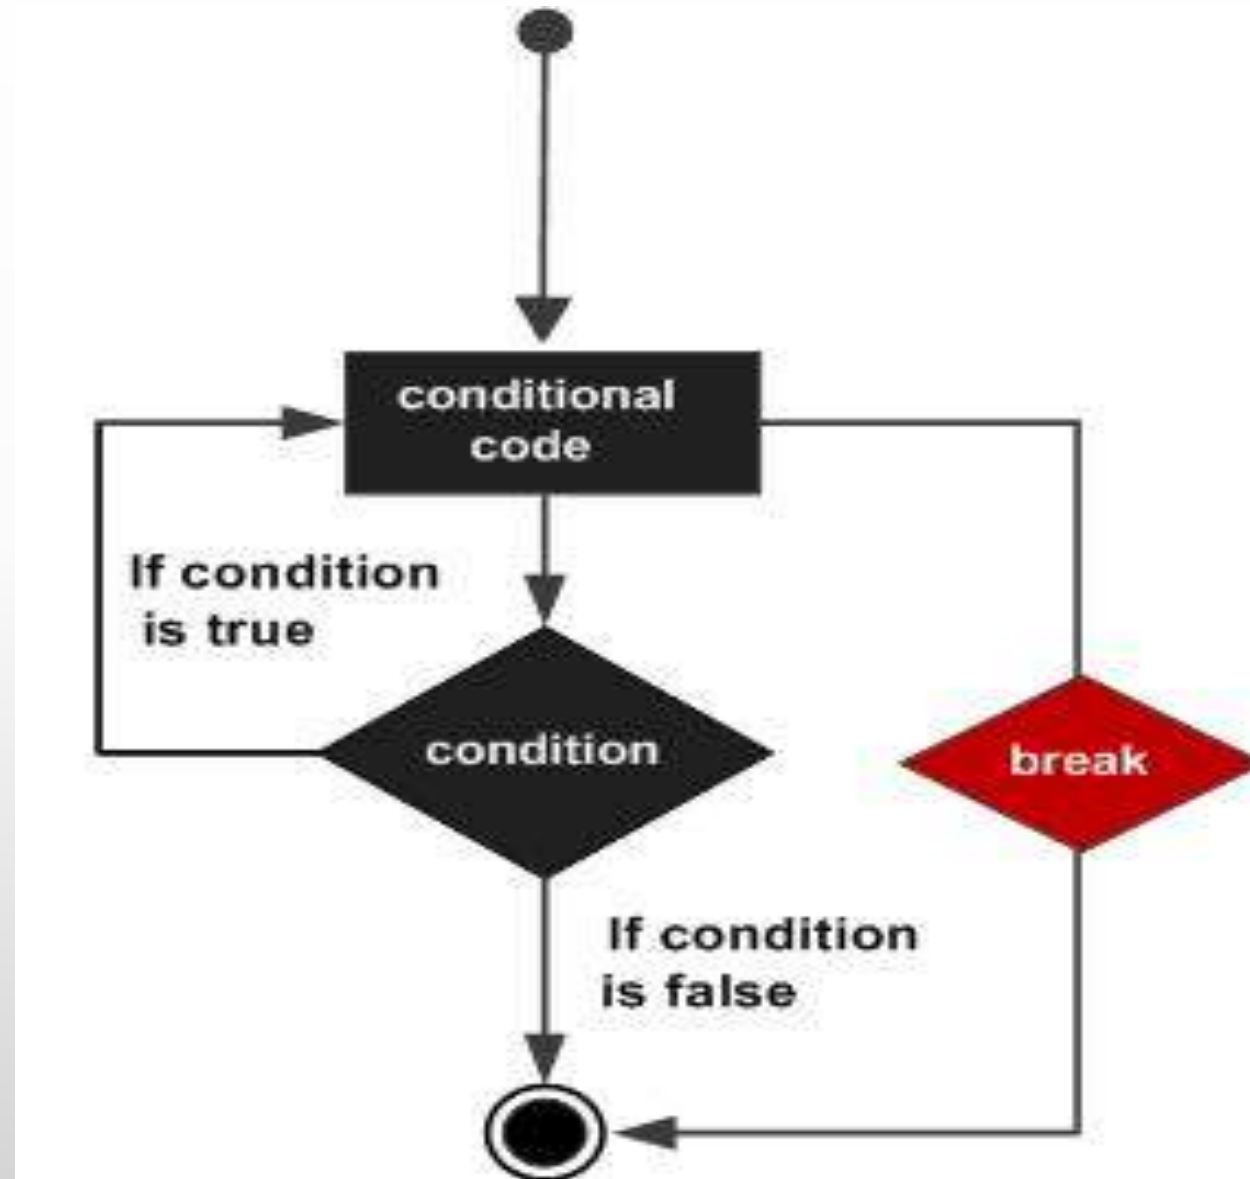 conditional
code
If condition
is true
condition
break
If condition
is false